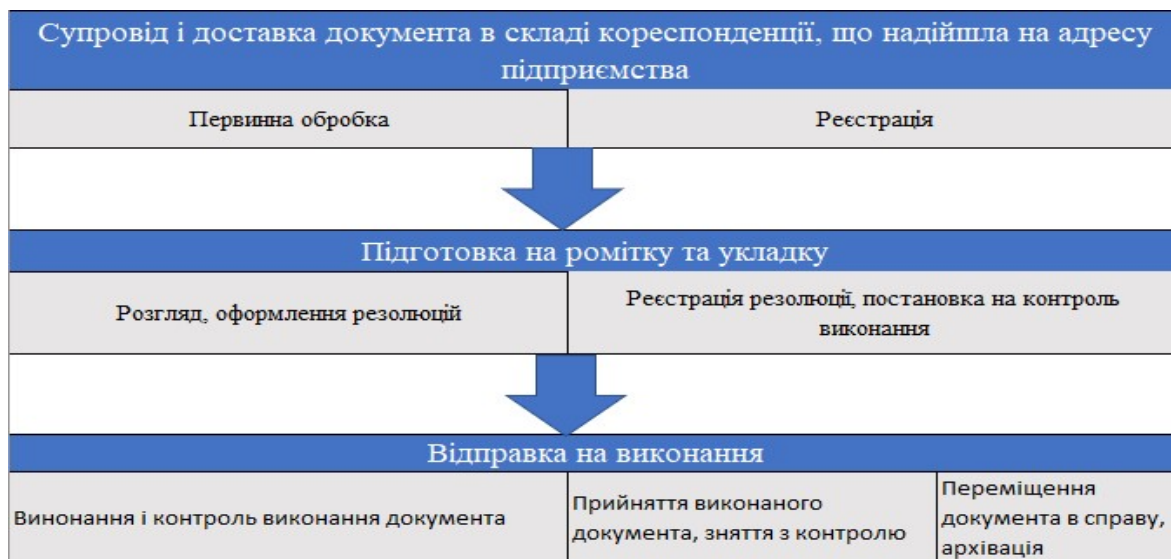 Супровід і доставка документа в складі кореспонденції, що надійшла на адресу
підприємства
Первинна обробка
Реєстрація
Підготовка на ромітку та укладку
Розгляд, оформлення резолюцій
Реєстрація резолюції, постановка на контроль
виконання
Відправка на виконання
Винонання і контроль виконання документа
Прийняття виконаного
документа, зняття з контролю
Переміщення
документа в справу,
архівація